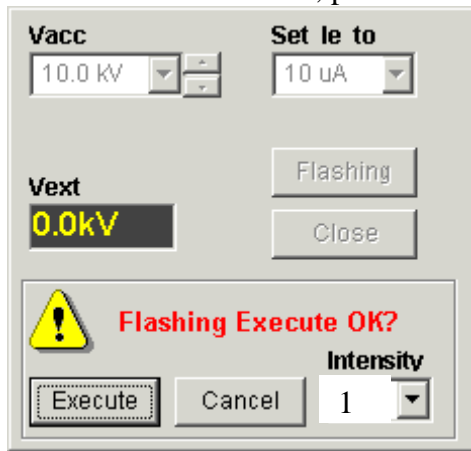 Vacc Set Ie to
10.0 kV 10 uA
Flashing
Vext
0.0kV Close
Flashing Execute OK?
Intensity
Execute Cancel 1